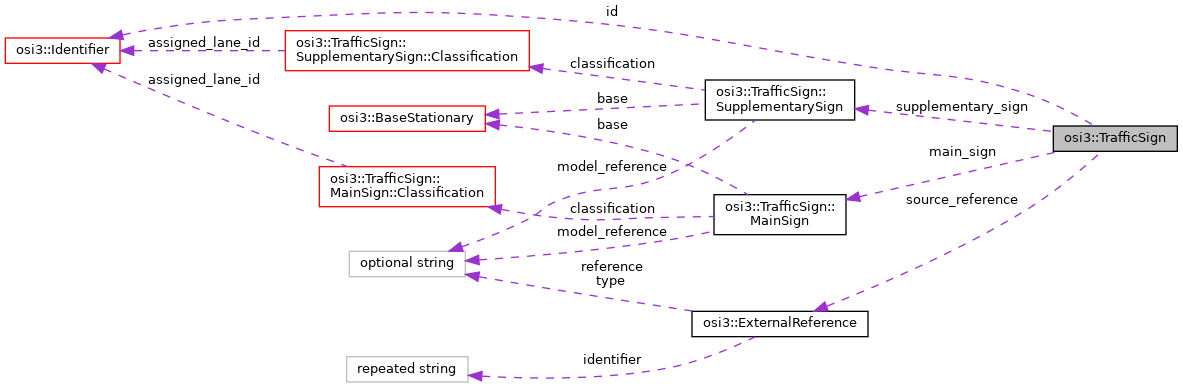 id
osi3::Identifier
assigned_lane_id
osi3::TrafficSign::
SupplementarySign::Classification
classification
assigned_lane_id
osi3::TrafficSign::
SupplementarySign
base
supplementary_sign
osi3::BaseStationary
base
osi3::TrafficSign
main_sign
model_reference
osi3::TrafficSign::
MainSign::Classification
source_reference
classification
osi3::TrafficSign::
MainSign
model_reference
optional string
reference
type
osi3::ExternalReference
identifier
repeated string